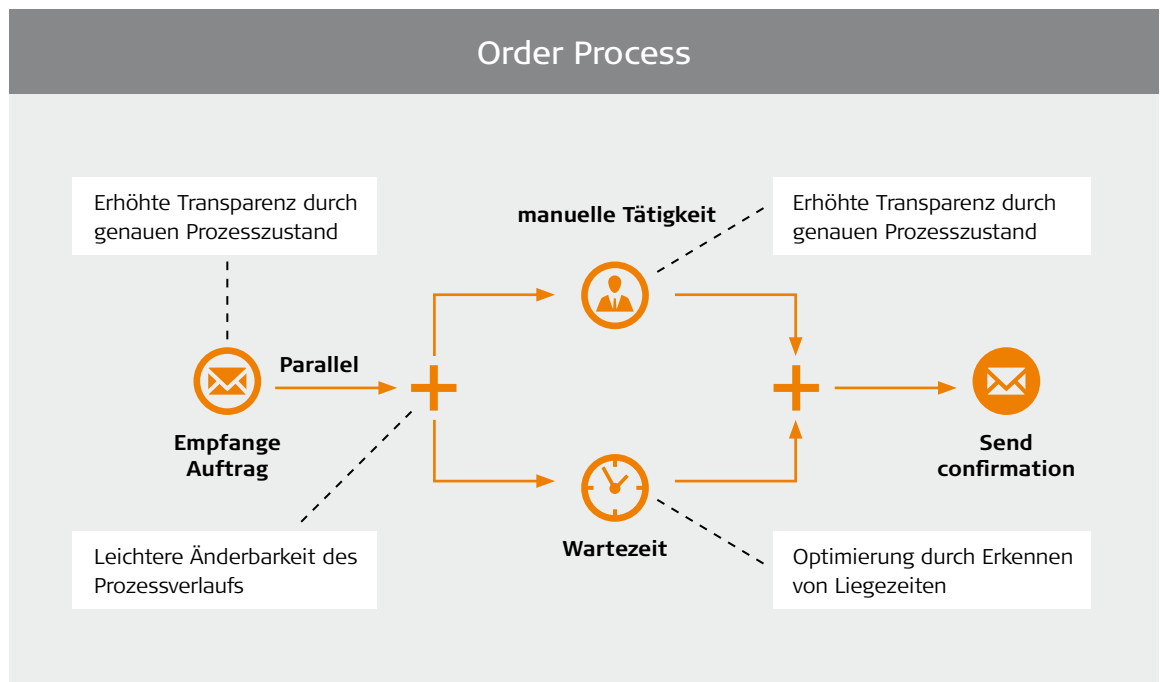 Order Process
Erhöhte Transparenz durch
genauen Prozesszustand
manuelle Tätigkeit
Erhöhte Transparenz durch
genauen Prozesszustand
Parallel
Empfange
Auftrag
Send
confirmation
Leichtere Änderbarkeit des
Prozessverlaufs
Wartezeit
Optimierung durch Erkennen
von Liegezeiten